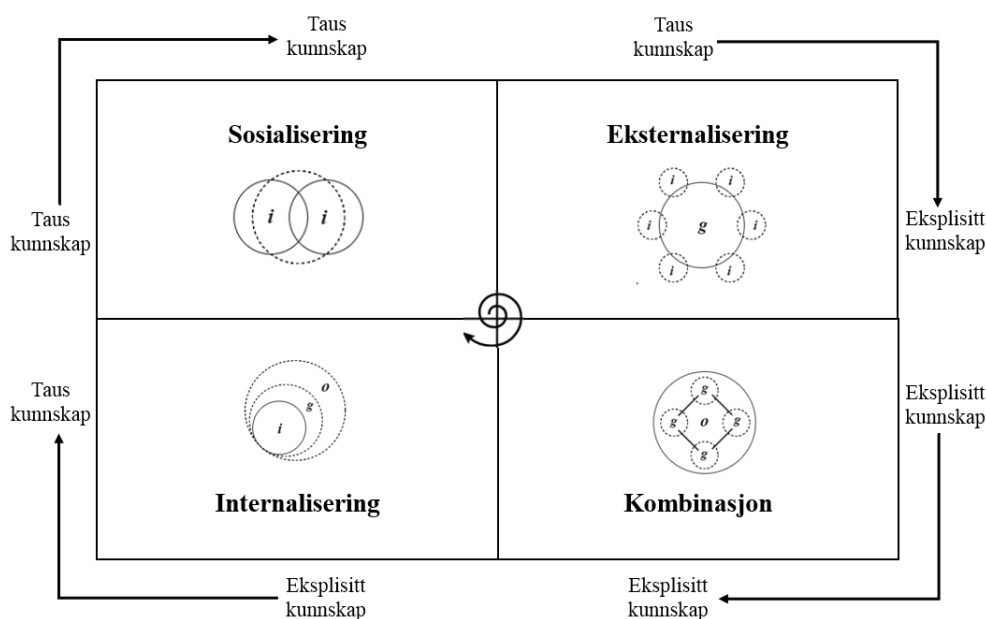 Taus
kunnskap
Taus
kunnskap
Sosialisering
Eksternalisering
i i
i i
i g i
i i
Taus
kunnskap
Eksplisitt
kunnskap
Taus
kunnskap
Eksplisitt
kunnskap
o
g
i
g
g o g
g
Internalisering
Kombinasjon
Eksplisitt
kunnskap
Eksplisitt
kunnskap